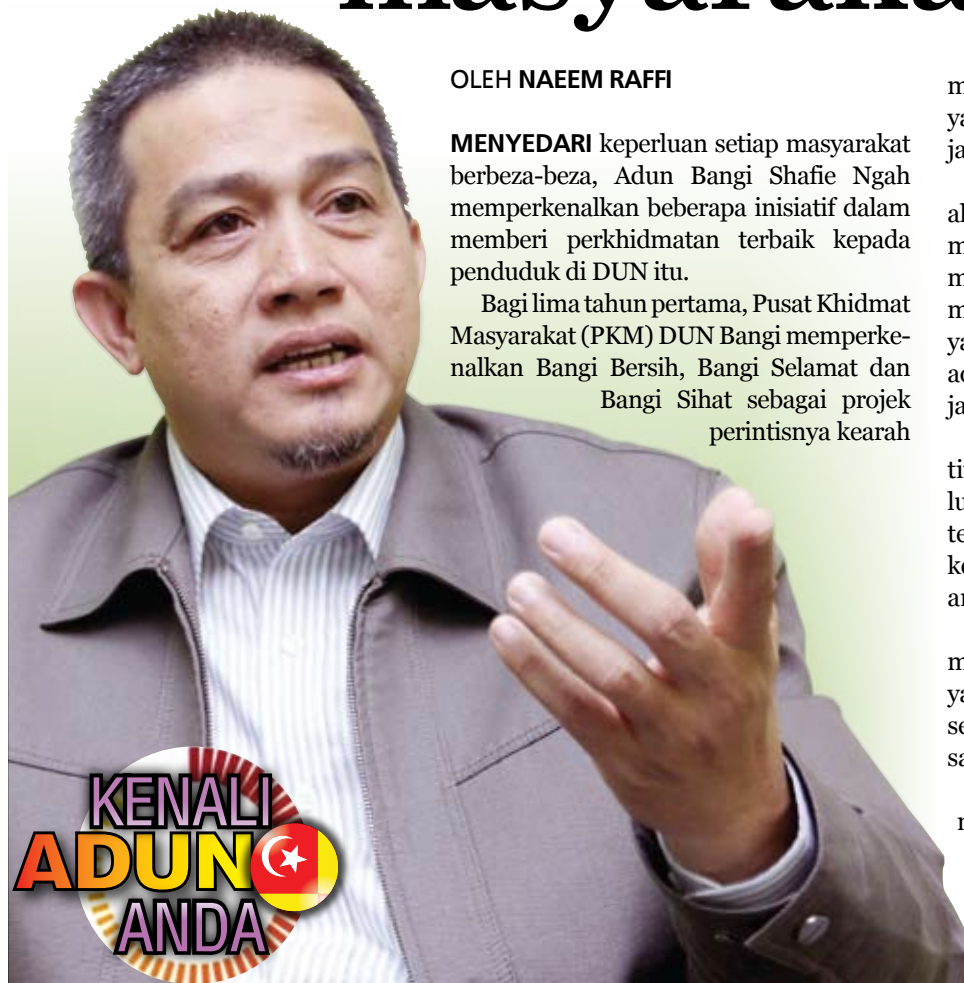 OLEH NAEEM RAFFI
MENYEDARI keperluan setiap masyarakat
berbeza-beza, Adun Bangi Shafie Ngah
memperkenalkan beberapa inisiatif dalam
memberi perkhidmatan terbaik kepada
penduduk di DUN itu.
Bagi lima tahun pertama, Pusat Khidmat
Masyarakat (PKM) DUN Bangi memperke-
nalkan Bangi Bersih, Bangi Selamat dan
Bangi Sihat sebagai projek
perintisnya kearah
KENALI
ADUN
ANDA